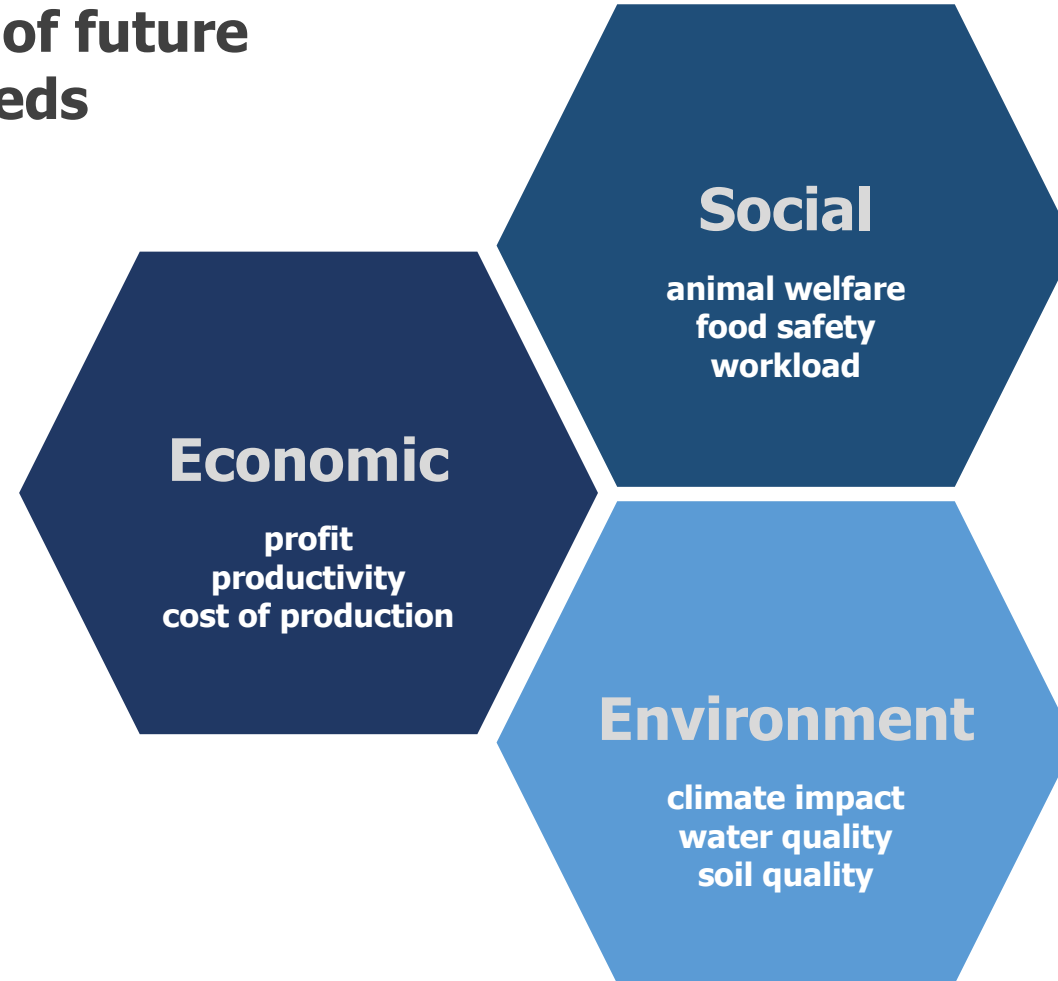 of future
eds
Social
animal welfare
food safety
workload
Economic
profit
productivity
cost of production
Environment
climate impact
water quality
soil quality